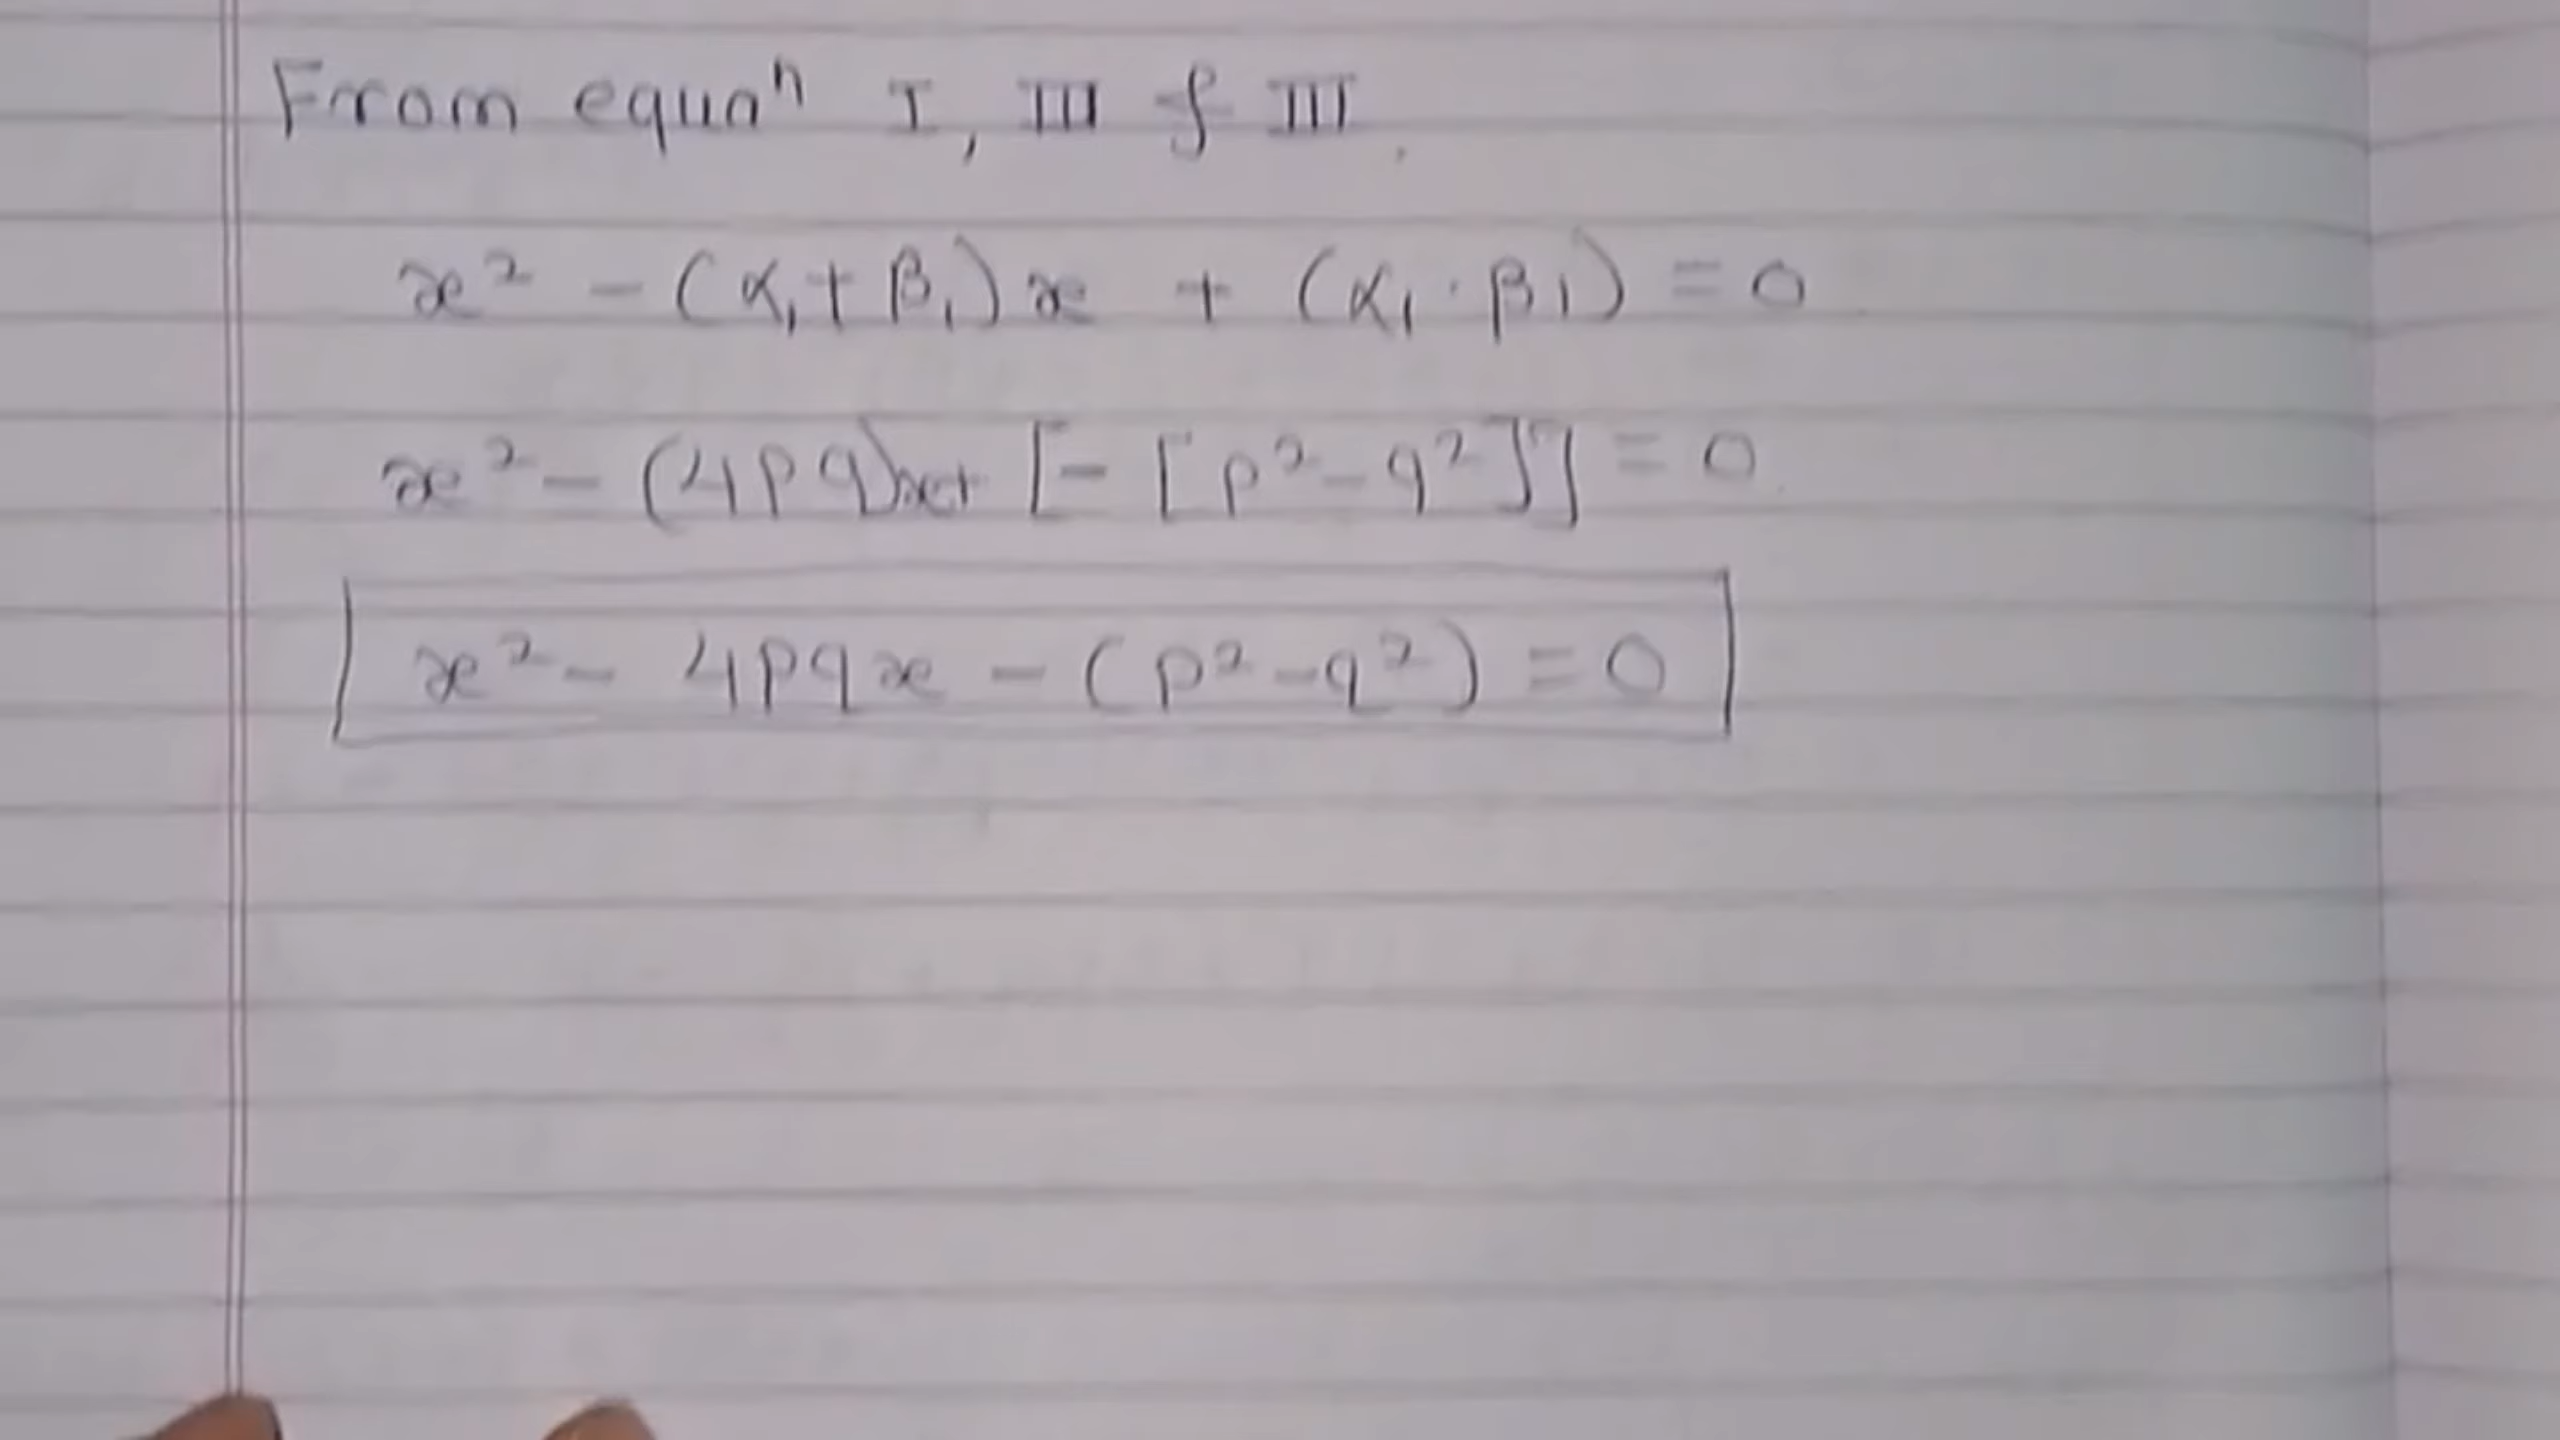 From equaⁿ I, III & III.
x² - (α₁+β₁)x + (α₁·β₁) = 0
x² - (4pq)x+ [- [p²-q²]] = 0.
x² - 4pqx - (p²-q²) = 0